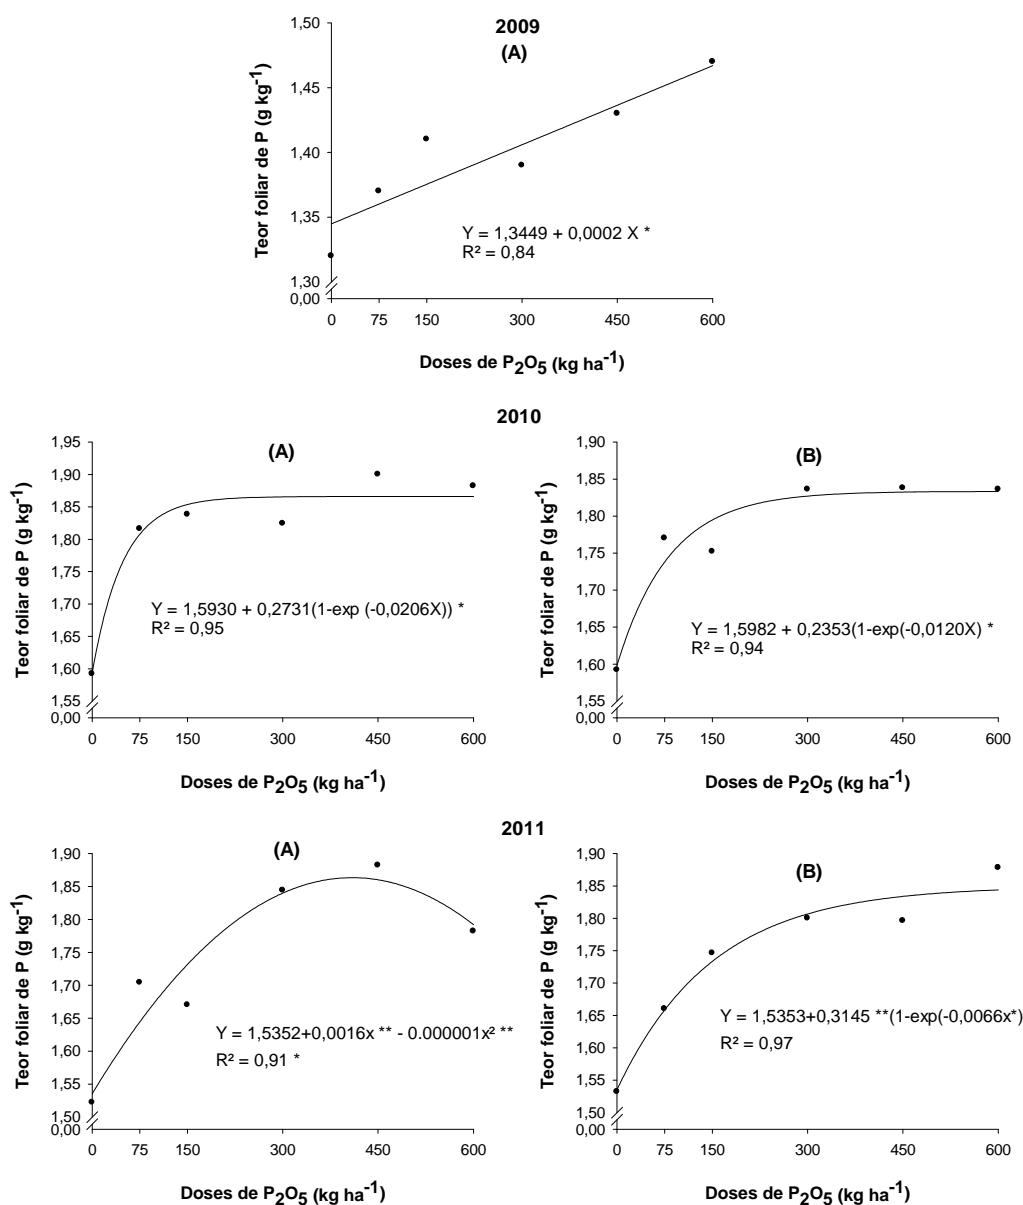 2009
(A)
Teor foliar de P (g kg⁻¹)
1,50
1,45
1,40
1,35
1,30
0,00
Y = 1,3449 + 0,0002 X *
R² = 0,84
0 75 150 300 450 600
Doses de P₂O₅ (kg ha⁻¹)
2010
(A)
Teor foliar de P (g kg⁻¹)
1,95
1,90
1,85
1,80
1,75
1,70
1,65
1,60
1,55
0,00
Y = 1,5930 + 0,2731(1-exp (-0,0206X)) *
R² = 0,95
0 75 150 300 450 600
Doses de P₂O₅ (kg ha⁻¹)
(B)
Teor foliar de P (g kg⁻¹)
1,90
1,85
1,80
1,75
1,70
1,65
1,60
1,55
0,00
Y = 1,5982 + 0,2353(1-exp(-0,0120X) *
R² = 0,94
0 75 150 300 450 600
Doses de P₂O₅ (kg ha⁻¹)
2011
(A)
Teor foliar de P (g kg⁻¹)
1,90
1,85
1,80
1,75
1,70
1,65
1,60
1,55
1,50
0,00
Y = 1,5352+0,0016x ** - 0.000001x² **
R² = 0,91 *
0 75 150 300 450 600
Doses de P₂O₅ (kg ha⁻¹)
(B)
Teor foliar de P (g kg⁻¹)
1,90
1,85
1,80
1,75
1,70
1,65
1,60
1,55
1,50
0,00
Y = 1,5353+0,3145 **(1-exp(-0,0066x*)
R² = 0,97
0 75 150 300 450 600
Doses de P₂O₅ (kg ha⁻¹)